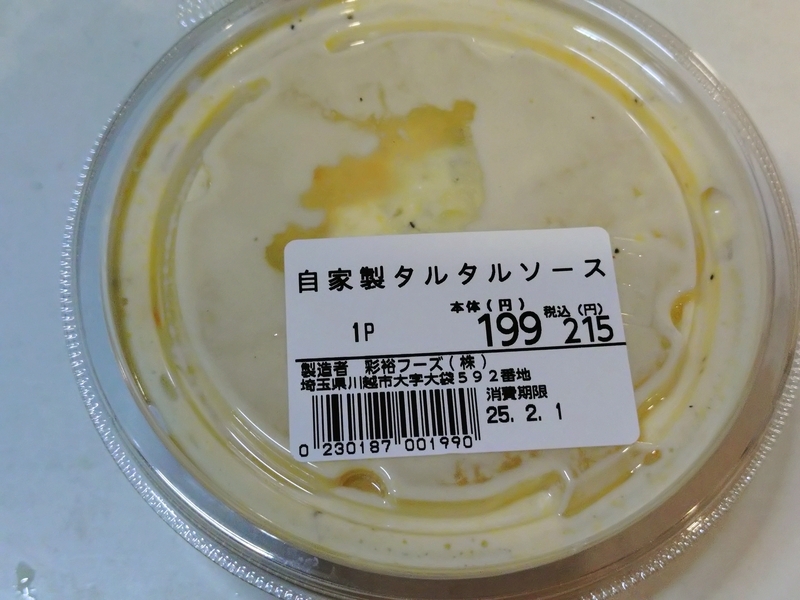 自家製タルタルソース
本体(円) 税込(円)
1P 199 215
製造者 彩裕フーズ(株)
埼玉県川越市大字大袋592番地
消費期限
25. 2. 1
0 230187 001990